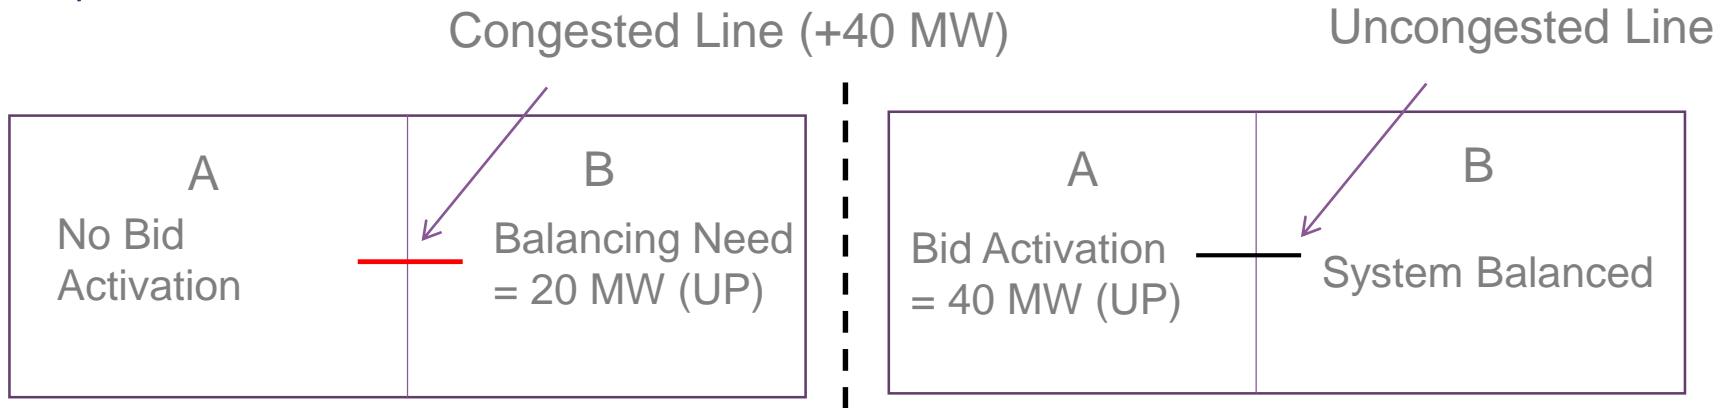 Congested Line (+40 MW)
Uncongested Line
A
B
No Bid
Activation
Balancing Need
= 20 MW (UP)
A
B
Bid Activation
= 40 MW (UP)
System Balanced